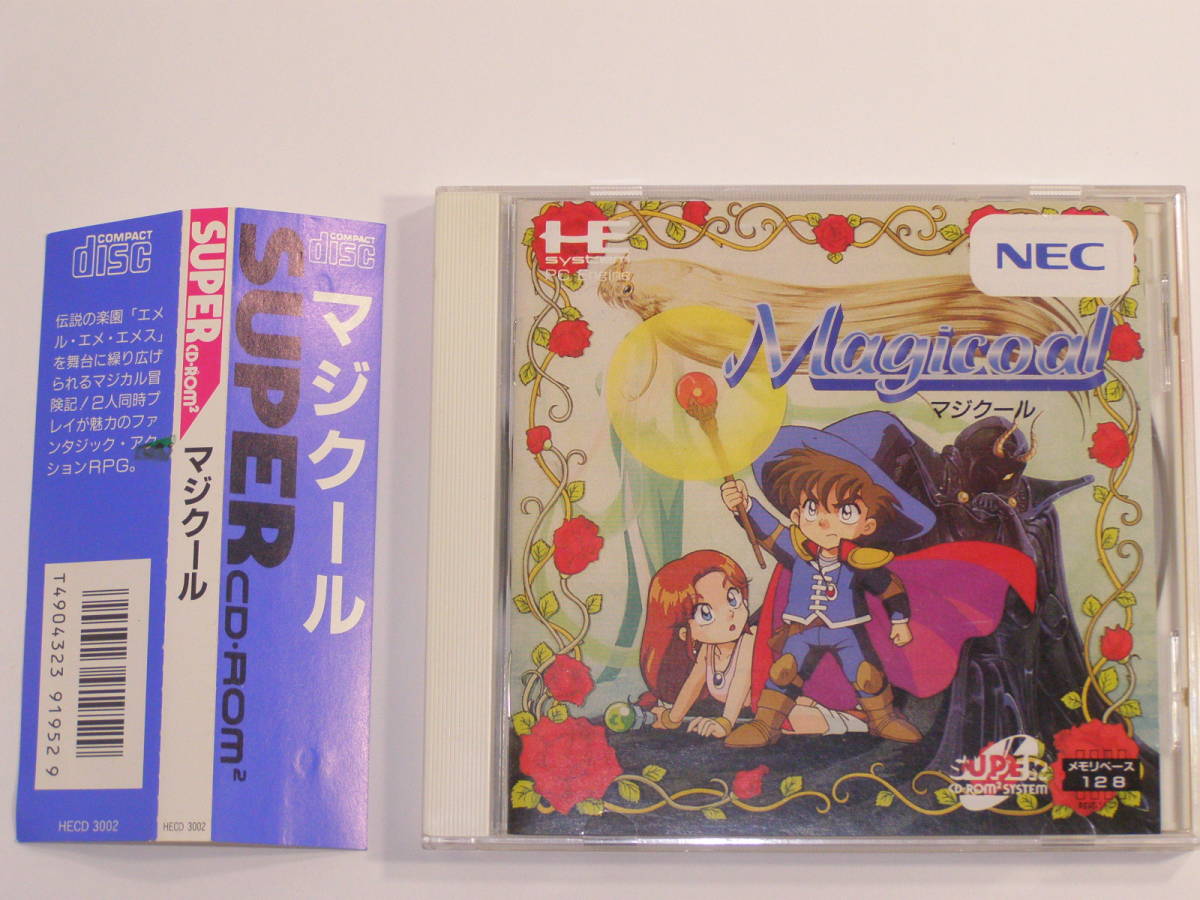 COMPACT
disc
伝説の楽園「エメ
ル・エメ・エメス」
を舞台に繰り広げ
られるマジカル冒
険記!2人同時プ
レイが魅力のファ
ンタジック・アク
ションRPG。
T4904323 91952 9
HECD 3002
SUPER CD・ROM²
マジクール
HECD 3002
COMPACT
disc
マジクール
SUPER CD・ROM²
HE
system
PC Engine
NEC
Magicoal
マジクール
SUPER
CD・ROM² SYSTEM
メモリベース
128